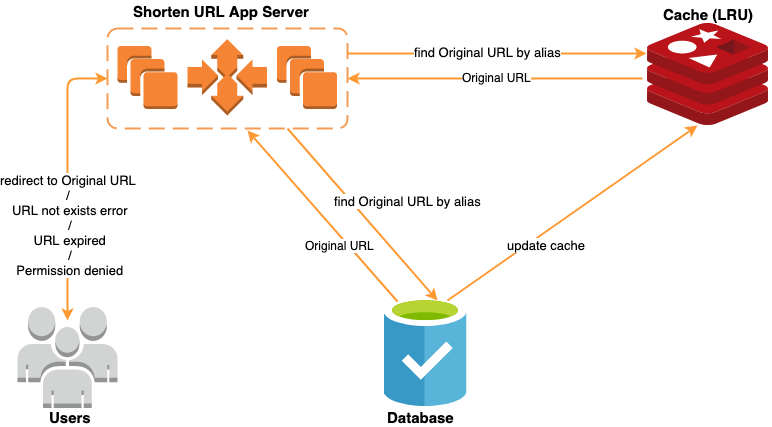 Shorten URL App Server
Cache (LRU)
find Original URL by alias
Original URL
redirect to Original URL
/
URL not exists error
/
URL expired
/
Permission denied
find Original URL by alias
Original URL
update cache
Users
Database